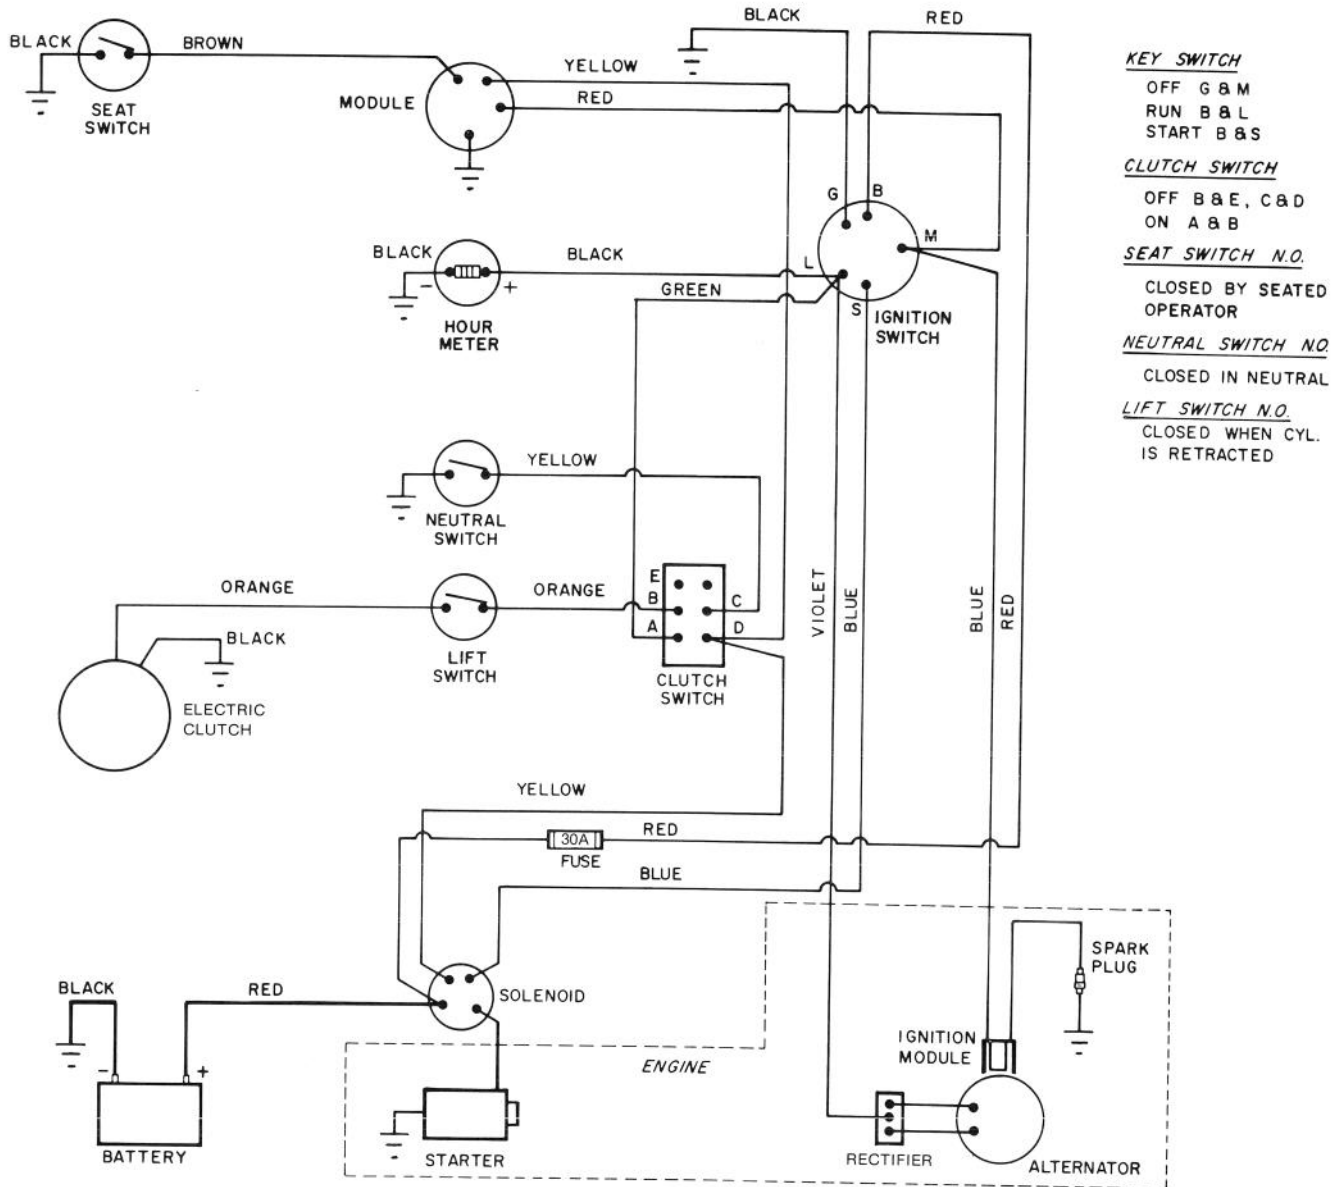 BLACK
RED
BLACK
BROWN
SEAT
SWITCH
MODULE
YELLOW
RED
KEY SWITCH
OFF G & M
RUN B & L
START B & S
CLUTCH SWITCH
OFF B & E, C & D
ON A & B
SEAT SWITCH N.O.
CLOSED BY SEATED
OPERATOR
NEUTRAL SWITCH N.O.
CLOSED IN NEUTRAL
LIFT SWITCH N.O.
CLOSED WHEN CYL.
IS RETRACTED
G
B
M
L
S
IGNITION
SWITCH
BLACK
- +
BLACK
HOUR
METER
GREEN
YELLOW
NEUTRAL
SWITCH
ORANGE
ORANGE
LIFT
SWITCH
E
B
C
A
D
CLUTCH
SWITCH
BLACK
ELECTRIC
CLUTCH
VIOLET
BLUE
BLUE
RED
YELLOW
30A
FUSE
RED
BLUE
BLACK
RED
SOLENOID
- +
BATTERY
ENGINE
STARTER
SPARK
PLUG
IGNITION
MODULE
RECTIFIER
ALTERNATOR